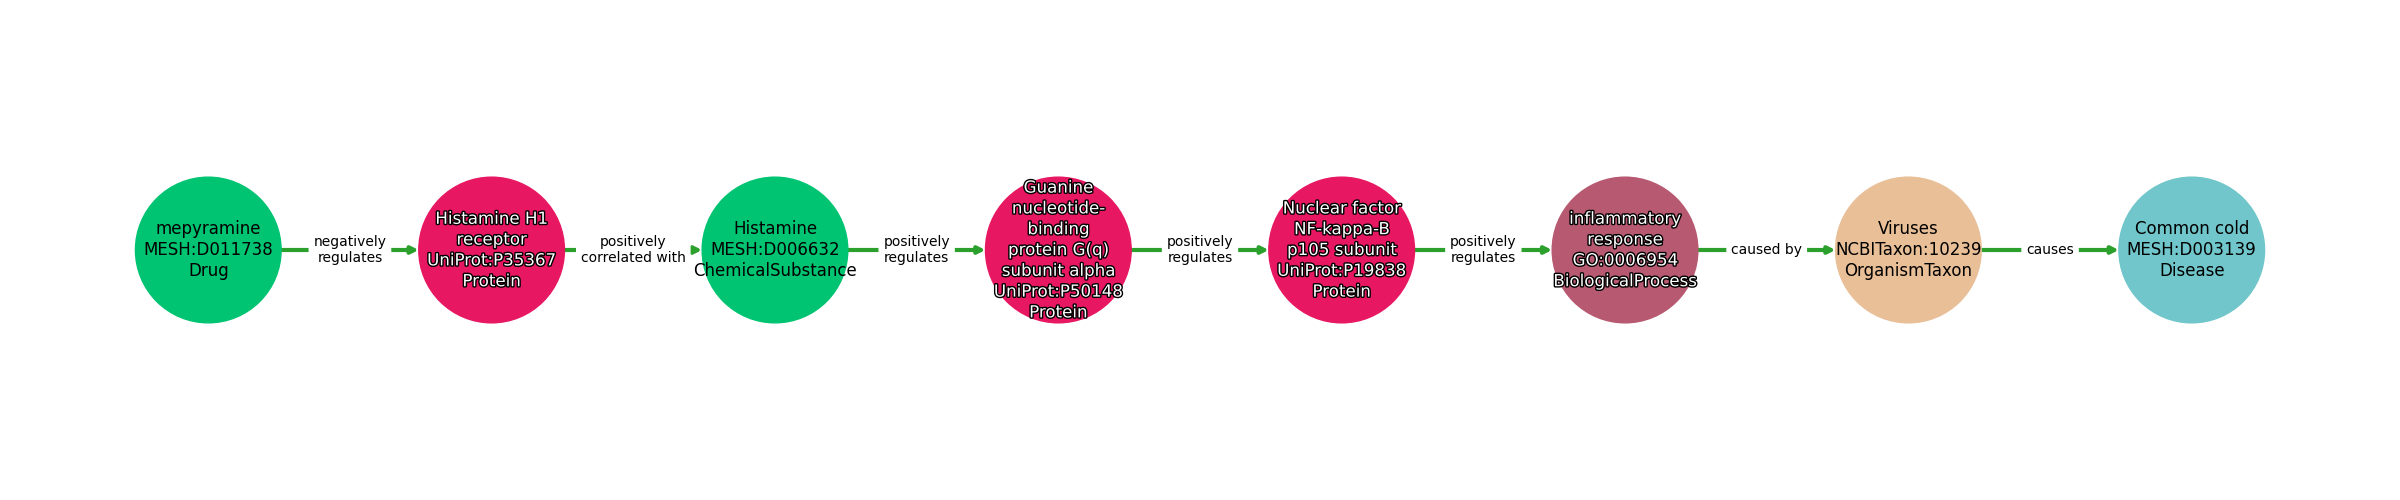 mepyramine
MESH:D011738
Drug
negatively
regulates
Histamine H1
receptor
UniProt:P35367
Protein
positively
correlated with
Histamine
MESH:D006632
ChemicalSubstance
positively
regulates
Guanine
nucleotide-
binding
protein G(q)
subunit alpha
UniProt:P50148
Protein
positively
regulates
Nuclear factor
NF-kappa-B
p105 subunit
UniProt:P19838
Protein
positively
regulates
inflammatory
response
GO:0006954
BiologicalProcess
caused by
Viruses
NCBITaxon:10239
OrganismTaxon
causes
Common cold
MESH:D003139
Disease